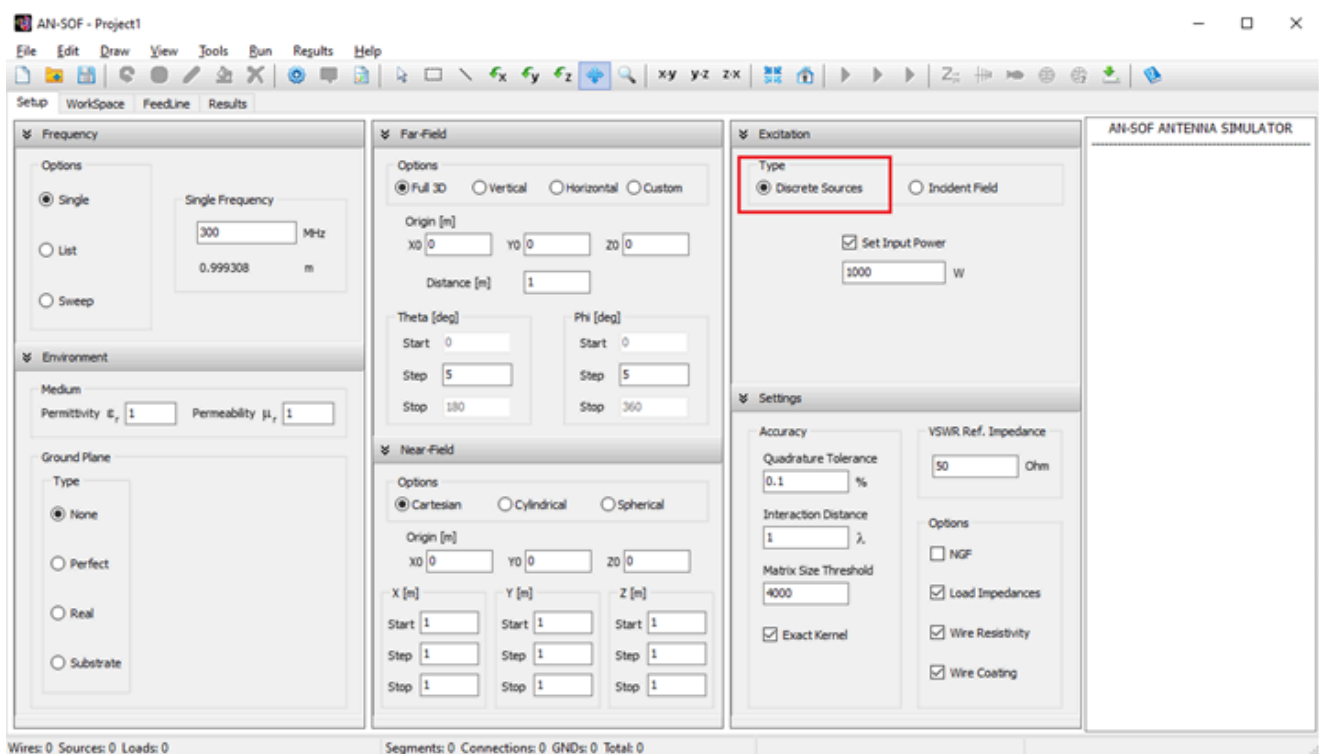 AN-SOF - Project1
File Edit Draw View Tools Run Results Help
x-y y-z z-x
Setup WorkSpace FeedLine Results
Frequency
Options
Single
List
Sweep
Single Frequency
300 MHz
0.999308 m
Environment
Medium
Permittivity εr 1 Permeability μr 1
Ground Plane
Type
None
Perfect
Real
Substrate
Far-Field
Options
Full 3D Vertical Horizontal Custom
Origin [m]
X0 0 Y0 0 Z0 0
Distance [m] 1
Theta [deg]
Start 0
Step 5
Stop 180
Phi [deg]
Start 0
Step 5
Stop 360
Near-Field
Options
Cartesian Cylindrical Spherical
Origin [m]
X0 0 Y0 0 Z0 0
X [m]
Start 1
Step 1
Stop 1
Y [m]
Start 1
Step 1
Stop 1
Z [m]
Start 1
Step 1
Stop 1
Excitation
Type
Discrete Sources Incident Field
Set Input Power
1000 W
Settings
Accuracy
Quadrature Tolerance
0.1 %
Interaction Distance
1 λ
Matrix Size Threshold
4000
Exact Kernel
VSWR Ref. Impedance
50 Ohm
Options
NGF
Load Impedances
Wire Resistivity
Wire Coating
AN-SOF ANTENNA SIMULATOR
Wires: 0 Sources: 0 Loads: 0
Segments: 0 Connections: 0 GNDs: 0 Total: 0